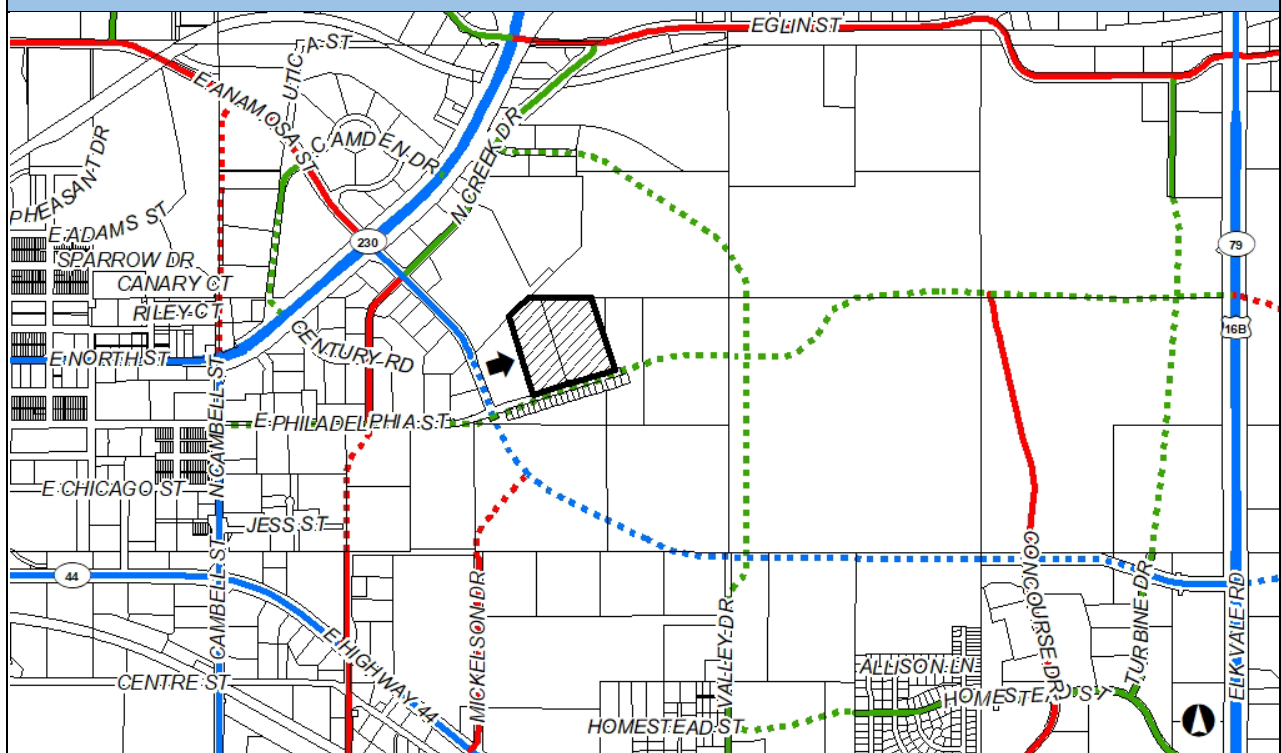 EGLIN ST
UTICA ST
E ANAMOSA ST
CAMDEN DR
N CREEK DR
PHEASANT DR
E ADAMS ST
SPARROW DR
CANARY CT
RILEY CT
E NORTH ST
230
79
16B
CENTURY RD
E PHILADELPHIA ST
N CAMBELL ST
E CHICAGO ST
JESS ST
44
CAMBELL ST
E HIGHWAY 44
CENTRE ST
MICKELSON DR
VALLEY DR
CONCOURSE DR
TURBINE DR
ELK VALE RD
ALLISON LN
HOMESTEAD ST
HOMESTEAD ST